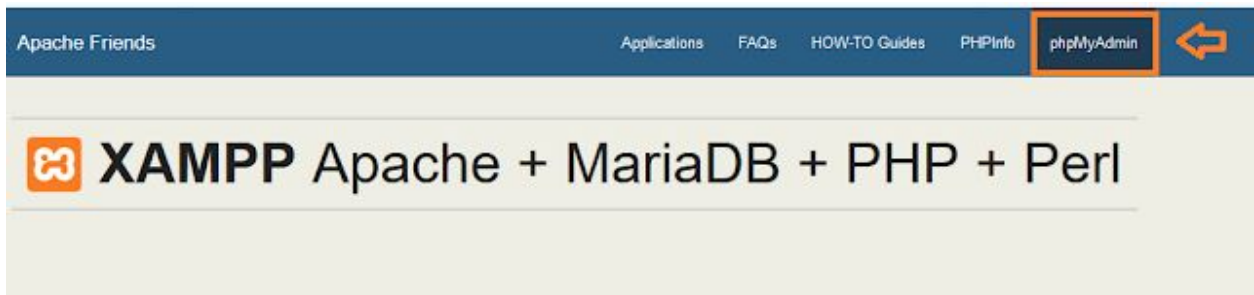 Apache Friends Applications FAQs HOW-TO Guides PHPInfo phpMyAdmin
XAMPP Apache + MariaDB + PHP + Perl